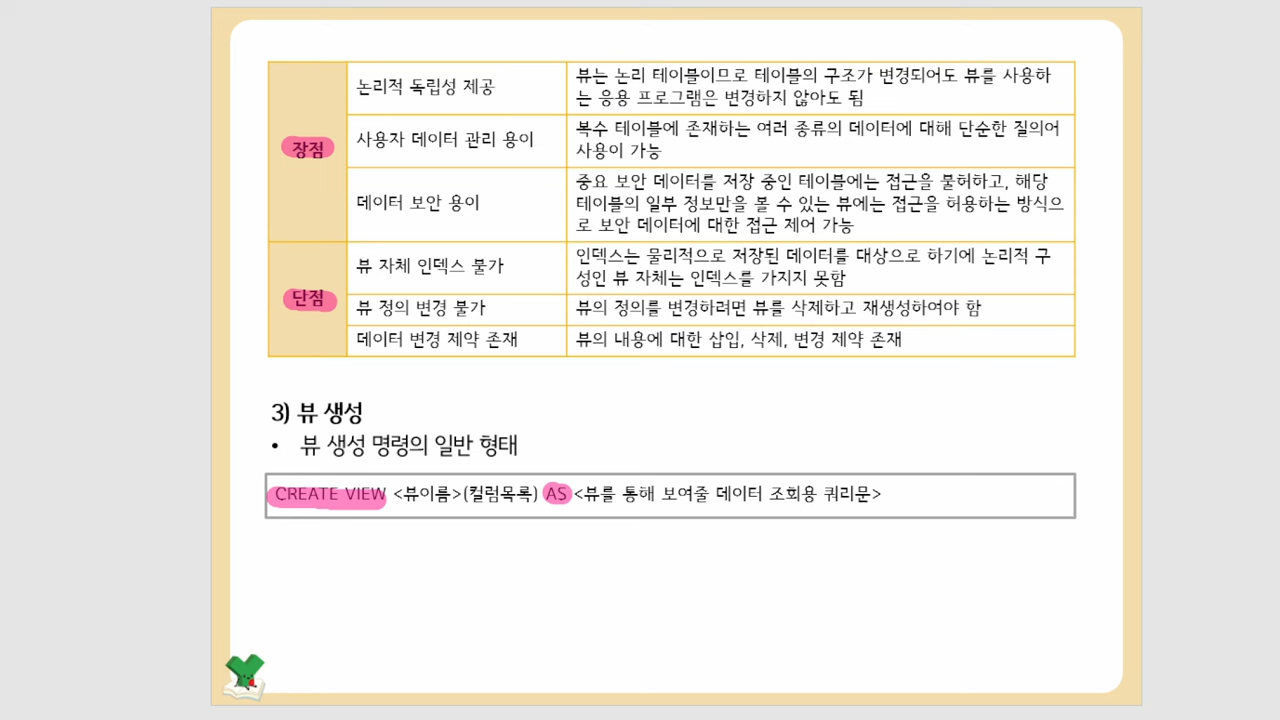 장점
논리적 독립성 제공
뷰는 논리 테이블이므로 테이블의 구조가 변경되어도 뷰를 사용하
는 응용 프로그램은 변경하지 않아도 됨
사용자 데이터 관리 용이
복수 테이블에 존재하는 여러 종류의 데이터에 대해 단순한 질의어
사용이 가능
데이터 보안 용이
중요 보안 데이터를 저장 중인 테이블에는 접근을 불허하고, 해당
테이블의 일부 정보만을 볼 수 있는 뷰에는 접근을 허용하는 방식으
로 보안 데이터에 대한 접근 제어 가능
단점
뷰 자체 인덱스 불가
인덱스는 물리적으로 저장된 데이터를 대상으로 하기에 논리적 구
성인 뷰 자체는 인덱스를 가지지 못함
뷰 정의 변경 불가
뷰의 정의를 변경하려면 뷰를 삭제하고 재생성하여야 함
데이터 변경 제약 존재
뷰의 내용에 대한 삽입, 삭제, 변경 제약 존재
3) 뷰 생성
• 뷰 생성 명령의 일반 형태
CREATE VIEW <뷰이름>(컬럼목록) AS <뷰를 통해 보여줄 데이터 조회용 쿼리문>